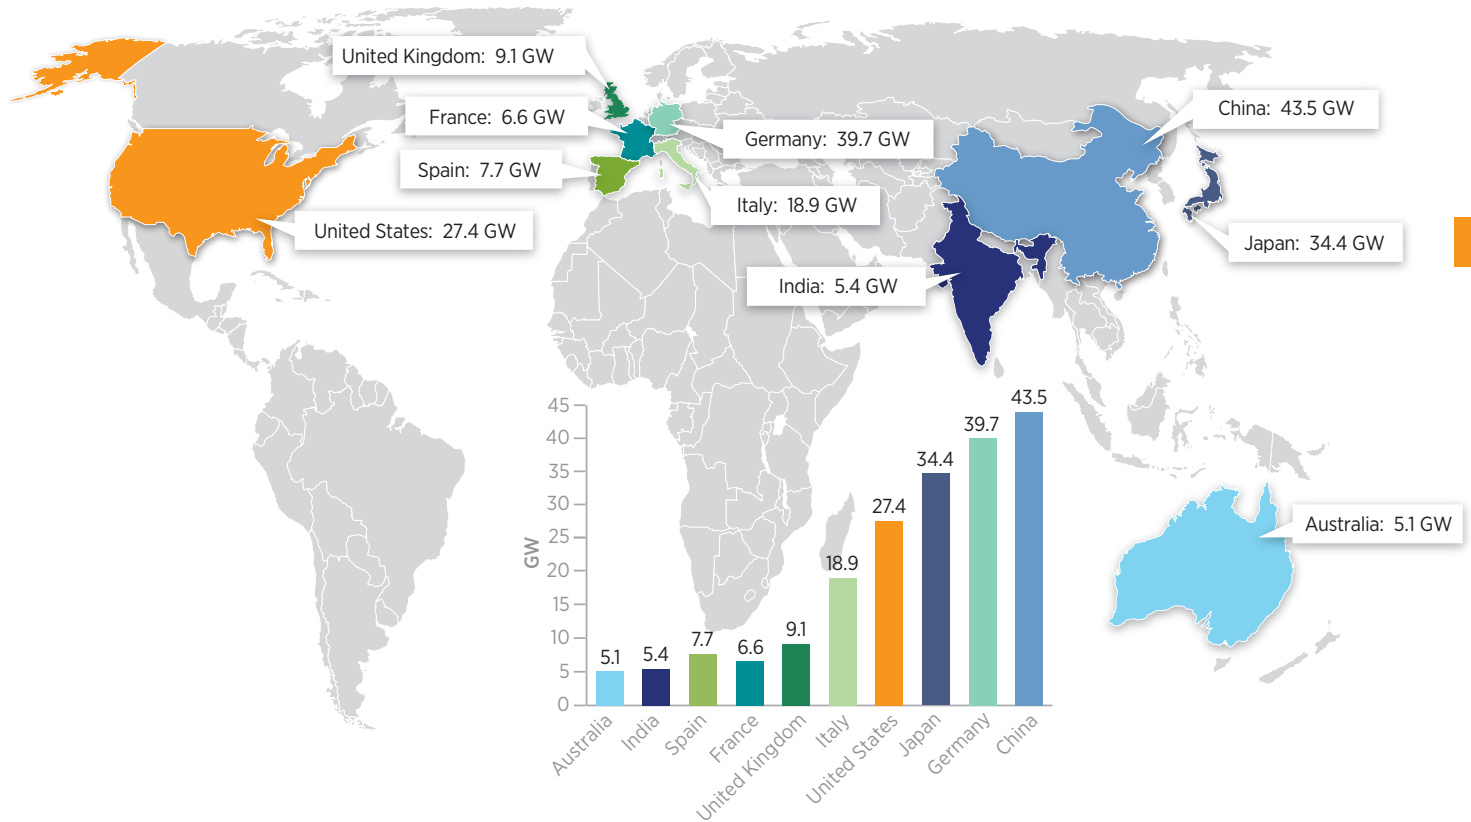 United Kingdom: 9.1 GW
France: 6.6 GW
Spain: 7.7 GW
United States: 27.4 GW
Germany: 39.7 GW
Italy: 18.9 GW
India: 5.4 GW
China: 43.5 GW
Japan: 34.4 GW
Australia: 5.1 GW
GW
45
40
35
30
25
20
15
10
5
0
5.1
5.4
7.7
6.6
9.1
18.9
27.4
34.4
39.7
43.5
Australia
India
Spain
France
United Kingdom
Italy
United States
Japan
Germany
China